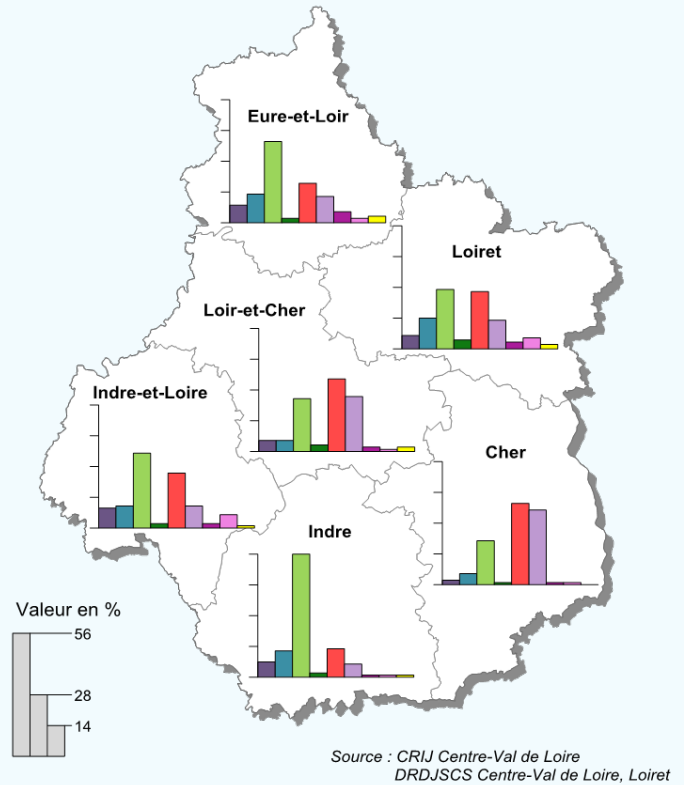 Eure-et-Loir
Loiret
Loir-et-Cher
Indre-et-Loire
Cher
Indre
Valeur en %
56
28
14
Source : CRIJ Centre-Val de Loire
DRDJSCS Centre-Val de Loire, Loiret